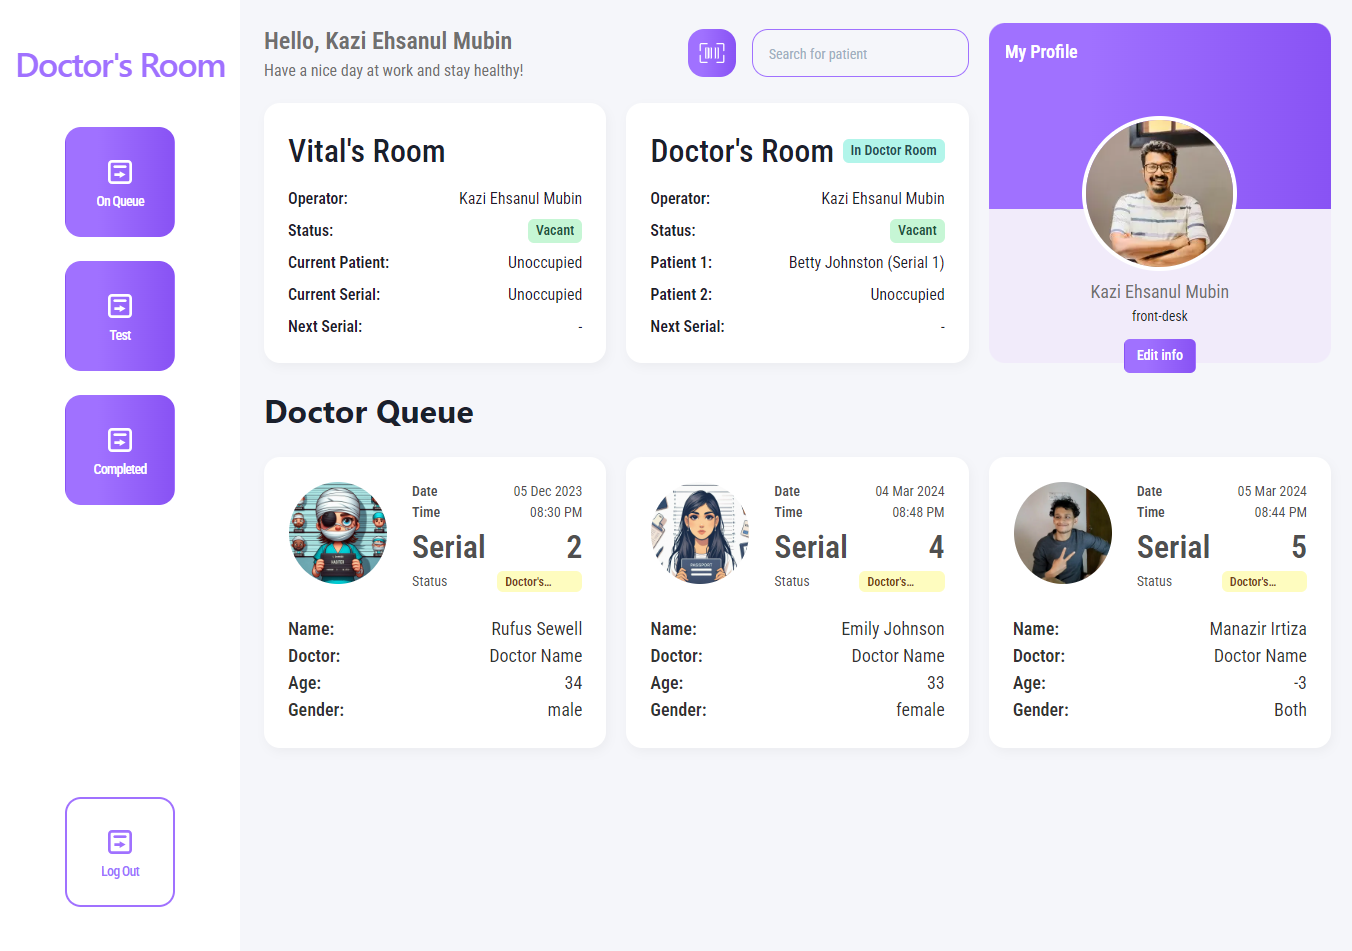 Doctor's Room
On Queue
Test
Completed
Log Out
Hello, Kazi Ehsanul Mubin
Have a nice day at work and stay healthy!
Search for patient
Vital's Room
Operator: Kazi Ehsanul Mubin
Status: Vacant
Current Patient: Unoccupied
Current Serial: Unoccupied
Next Serial: -
Doctor's Room In Doctor Room
Operator: Kazi Ehsanul Mubin
Status: Vacant
Patient 1: Betty Johnston (Serial 1)
Patient 2: Unoccupied
Next Serial: -
My Profile
Kazi Ehsanul Mubin
front-desk
Edit info
Doctor Queue
Date 05 Dec 2023
Time 08:30 PM
Serial 2
Status Doctor's...
Name: Rufus Sewell
Doctor: Doctor Name
Age: 34
Gender: male
PASSPORT
Date 04 Mar 2024
Time 08:48 PM
Serial 4
Status Doctor's...
Name: Emily Johnson
Doctor: Doctor Name
Age: 33
Gender: female
Date 05 Mar 2024
Time 08:44 PM
Serial 5
Status Doctor's...
Name: Manazir Irtiza
Doctor: Doctor Name
Age: -3
Gender: Both